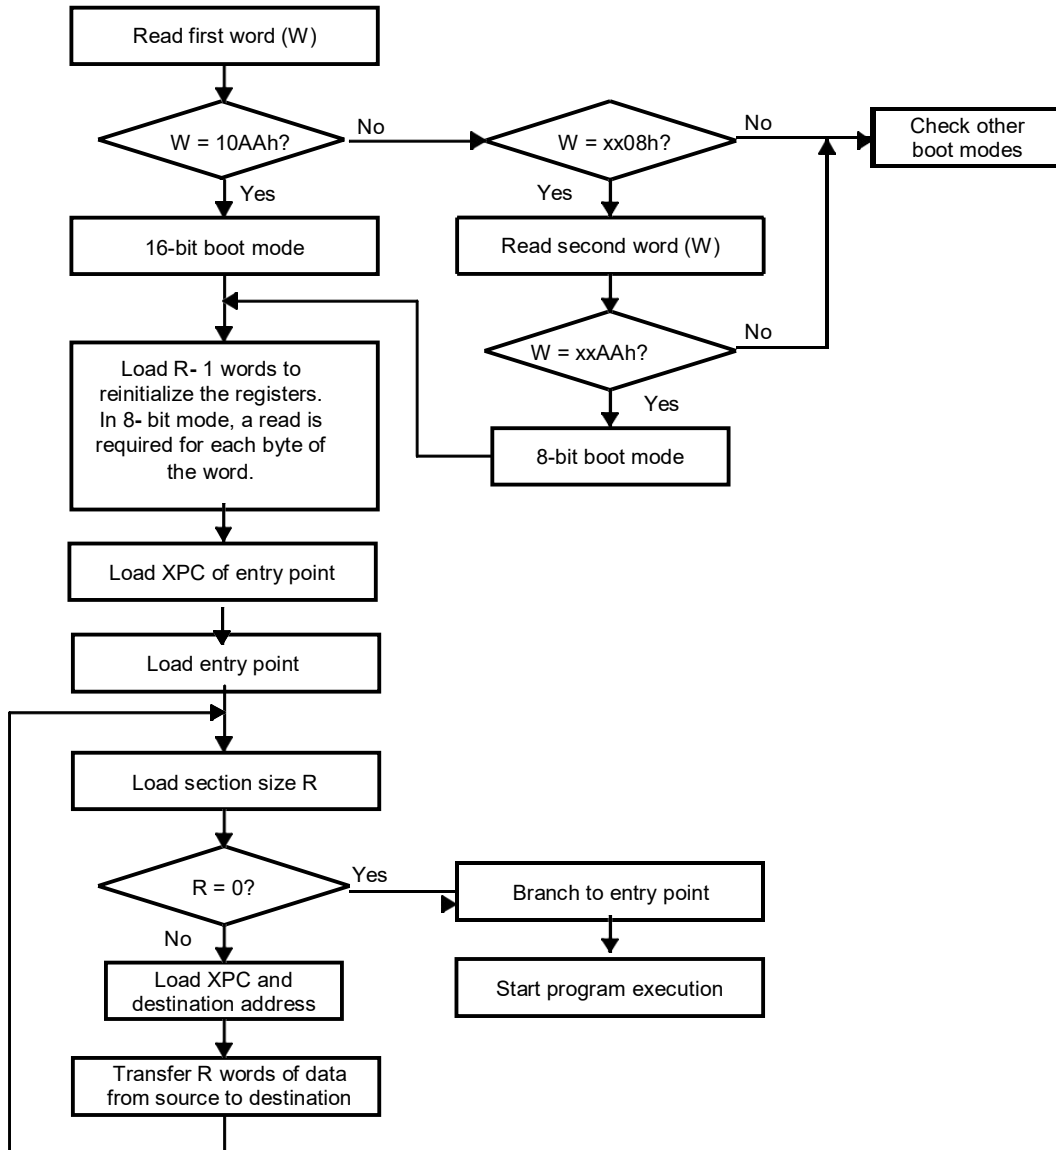 Read first word (W)
W = 10AAh?
No
W = xx08h?
No
Check other
boot modes
Yes
Yes
16-bit boot mode
Read second word (W)
W = xxAAh?
No
Yes
8-bit boot mode
Load R- 1 words to
reinitialize the registers.
In 8- bit mode, a read is
required for each byte of
the word.
Load XPC of entry point
Load entry point
Load section size R
R = 0?
Yes
Branch to entry point
No
Start program execution
Load XPC and
destination address
Transfer R words of data
from source to destination